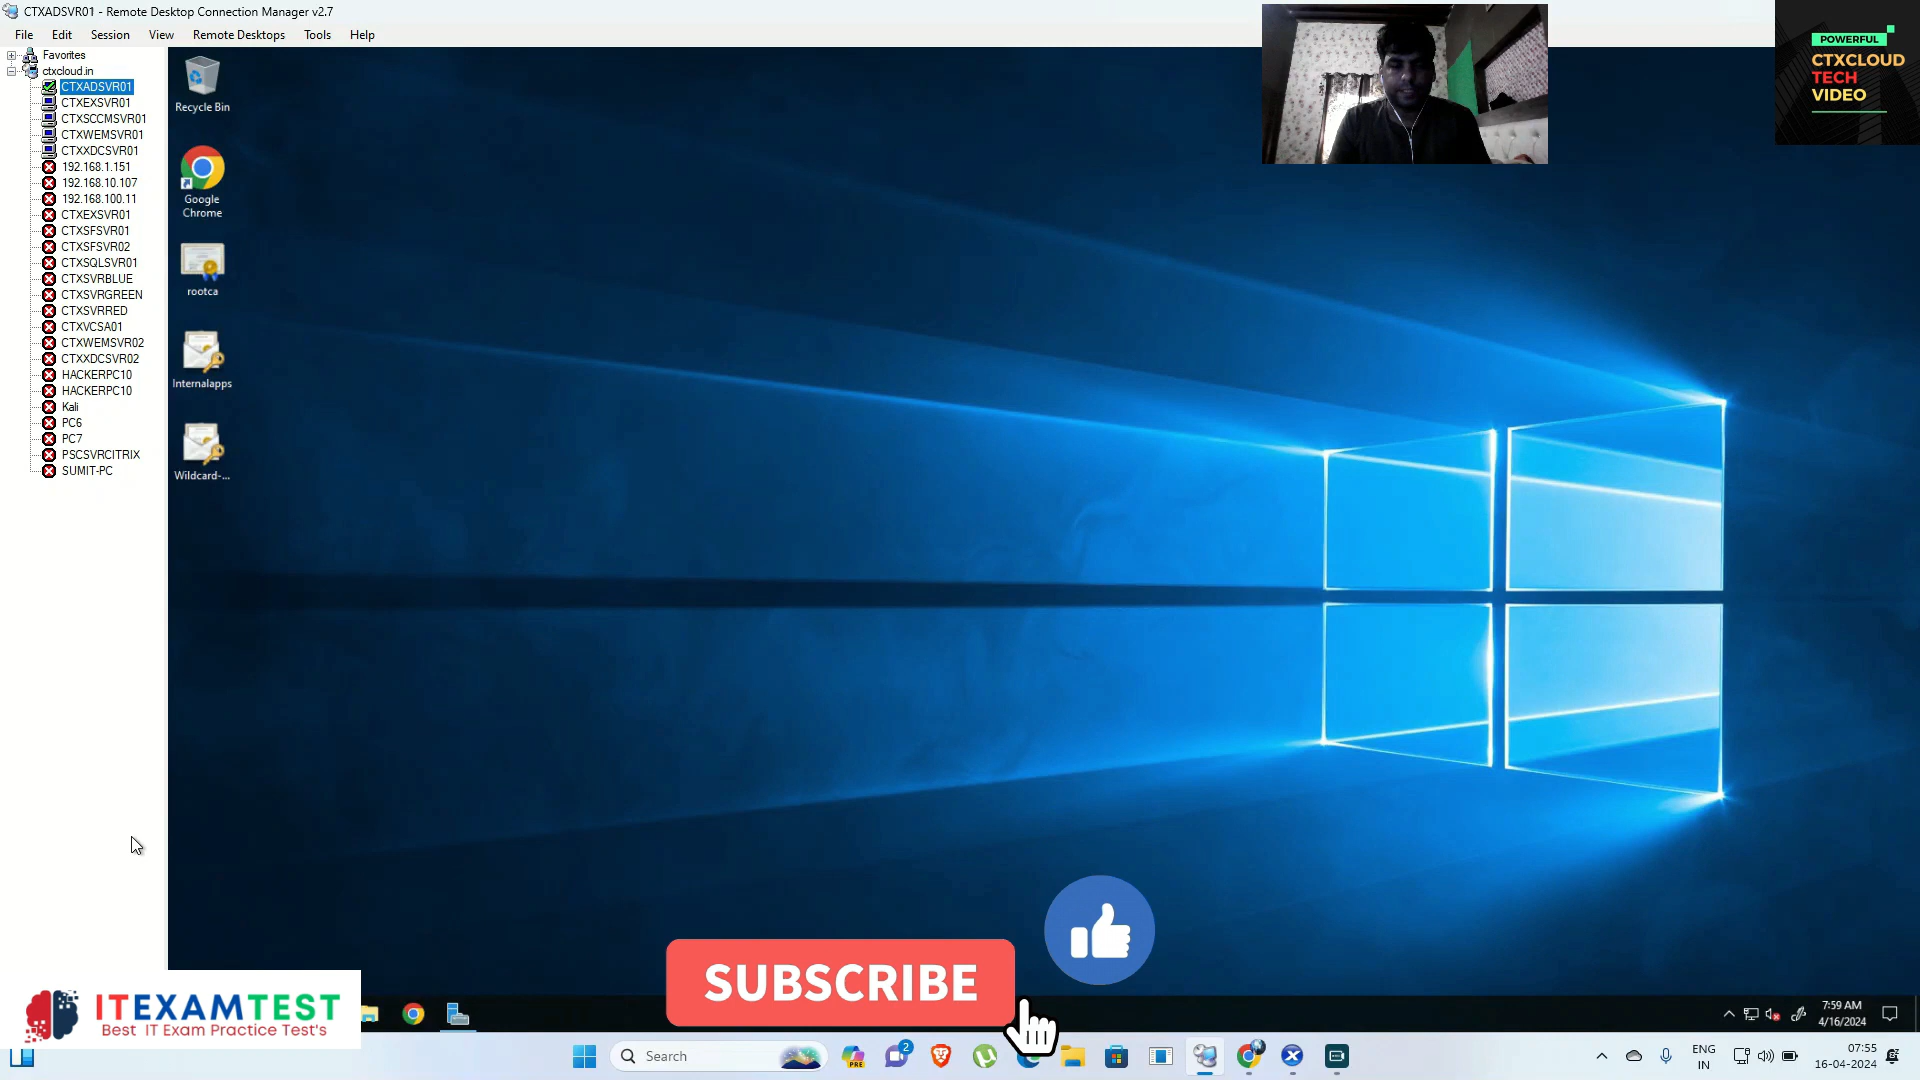 CTXADSVR01 - Remote Desktop Connection Manager v2.7
File Edit Session View Remote Desktops Tools Help
Favorites
ctxcloud.in
CTXADSVR01
CTXEXSVR01
CTXSCCMSVR01
CTXWEMSVR01
CTXXDCSVR01
192.168.1.151
192.168.10.107
192.168.100.11
CTXEXSVR01
CTXSFSVR01
CTXSFSVR02
CTXSQLSVR01
CTXSVRBLUE
CTXSVRGREEN
CTXSVRRED
CTXVCSA01
CTXWEMSVR02
CTXXDCSVR02
HACKERPC10
HACKERPC10
Kali
PC6
PC7
PSCSVRCITRIX
SUMIT-PC
Recycle Bin
Google
Chrome
rootca
Internalapps
Wildcard-...
POWERFUL
CTXCLOUD
TECH
VIDEO
SUBSCRIBE
ITEXAMTEST
Best IT Exam Practice Test's
7:59 AM
4/16/2024
Search
PRE
2
ENG
IN
07:55
16-04-2024